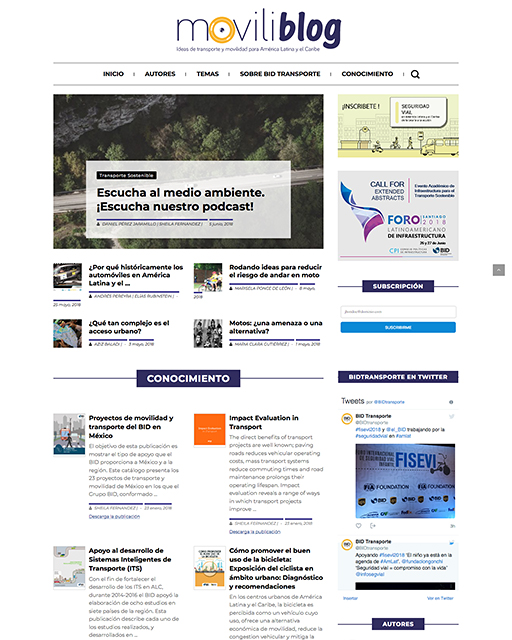 moviliblog
Ideas de transporte y movilidad para América Latina y el Caribe
INICIO
AUTORES
TEMAS
SOBRE BID TRANSPORTE
CONOCIMIENTO
Transporte Sostenible
Escucha al medio ambiente.
¡Escucha nuestro podcast!
DANIEL PÉREZ JARAMILLO | SHEILA FERNANDEZ | - 5 junio, 2018
¿Por qué históricamente los
automóviles en América
Latina y el ...
ANDRES PEREYRA | ELIAS RUBINSTEIN | -
Rodando ideas para reducir
el riesgo de andar en moto
MARISELA PONCE DE LEÓN | - 8 mayo,
2018
¿Qué tan complejo es el
acceso urbano?
AZIZ BALADI | - 3 mayo, 2018
Motos: ¿una amenaza o una
alternativa?
MARIA CLARA GUTIERREZ | - 1 mayo, 2018
CONOCIMIENTO
Proyectos de movilidad y
transporte del BID en
México
El objetivo de esta publicación es
mostrar el tipo de apoyo que el
BID proporciona a México y a la
región. Este catálogo presenta los
23 proyectos de transporte y
movilidad de México en los que el
Grupo BID, conformado ...
SHEILA FERNANDEZ | - 23 enero, 2018
Descarga la publicación
Impact Evaluation in
Transport
The direct benefits of transport
projects are well known; paving
roads reduces vehicular operating
costs, mass transport systems
reduce commuting times and road
maintenance prolongs their
operating lifespan. Impact
evaluation reveals a range of ways
in which transport projects
improve ...
SHEILA FERNANDEZ | - 23 enero, 2018
Descarga la publicación
Apoyo al desarrollo de
Sistemas Inteligentes de
Transporte (ITS)
Con el fin de fortalecer el
desarrollo de los ITS en ALC,
durante 2014-2016 el BID apoyó la
elaboración de ocho estudios en
siete países de la región. Esta
publicación describe cada uno de
los estudios realizados, y
desarrollados en ...
Cómo promover el buen
uso de la bicicleta:
Exposición del ciclista en
ámbito urbano: Diagnóstico
y recomendaciones
En los centros urbanos de América
Latina y el Caribe, la bicicleta es
percibida como un vehículo cuyo
uso, ofrece una alternativa
económica de movilidad, reduce la
congestión vehicular y mitiga la
¡INSCRIBETE!
SEGURIDAD
VIAL
CALL FOR
EXTENDED
ABSTRACTS
Evento Académico de
Infraestructura para el
Transporte Sostenible
FORO SANTIAGO 2018
LATINOAMERICANO
DE INFRAESTRUCTURA
26 y 27 de Junio
BID
SUBSCRIPCIÓN
SUBSCRIBIRME
BIDTRANSPORTE EN TWITTER
Tweets por @BIDtransporte
BID Transporte
@BIDtransporte
#fisevi2018 y @el_BID trabajando por la
#seguridadvial en #latinst
FISEVI
FIA FOUNDATION
36m
BID Transporte
@BIDtransporte
Apoyando #fisevi2018 "El niño ya está en la
agenda de #AmLat", @fundadongonchi
"Seguridad vial = compromiso con la vida"
@infosegvial
Insertar
Ver en Twitter
AUTORES